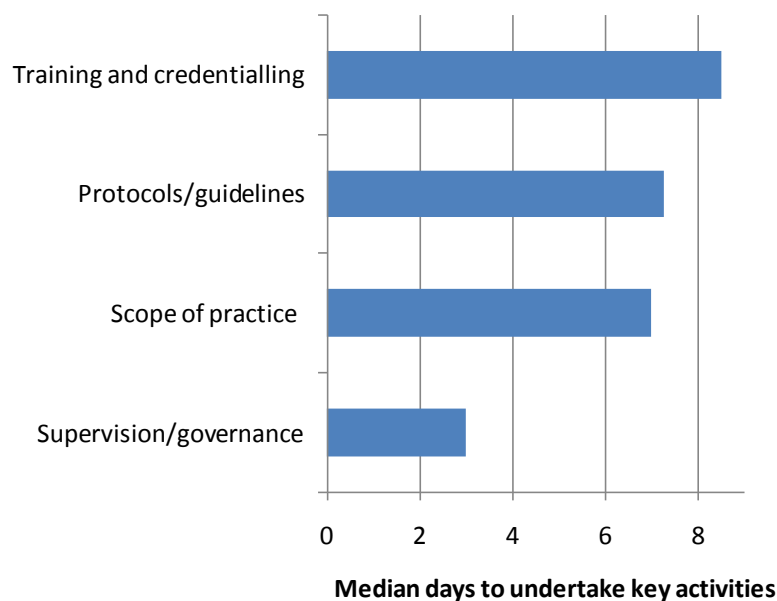 Training and credentialling
Protocols/guidelines
Scope of practice
Supervision/governance
0 2 4 6 8
Median days to undertake key activities